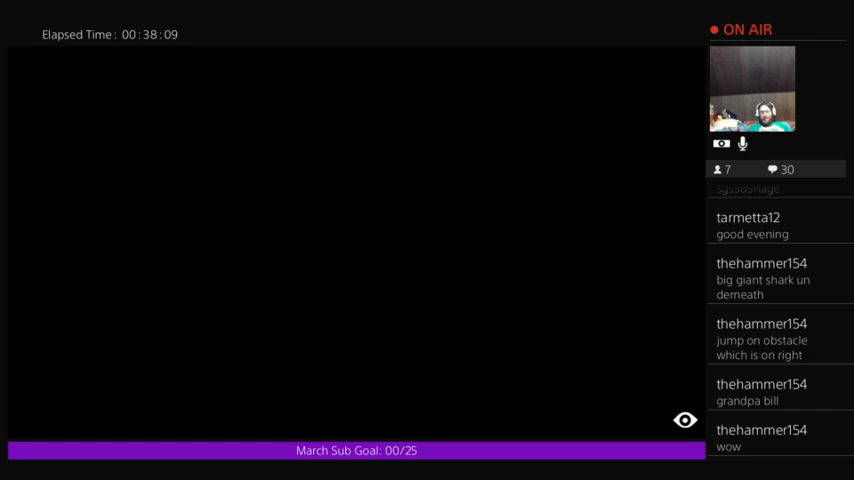 Elapsed Time: 00:38:09
ON AIR
7 30
tarmetta12
good evening
thehammer154
big giant shark un
derneath
thehammer154
jump on obstacle
which is on right
thehammer154
grandpa bill
thehammer154
wow
March Sub Goal: 00/25